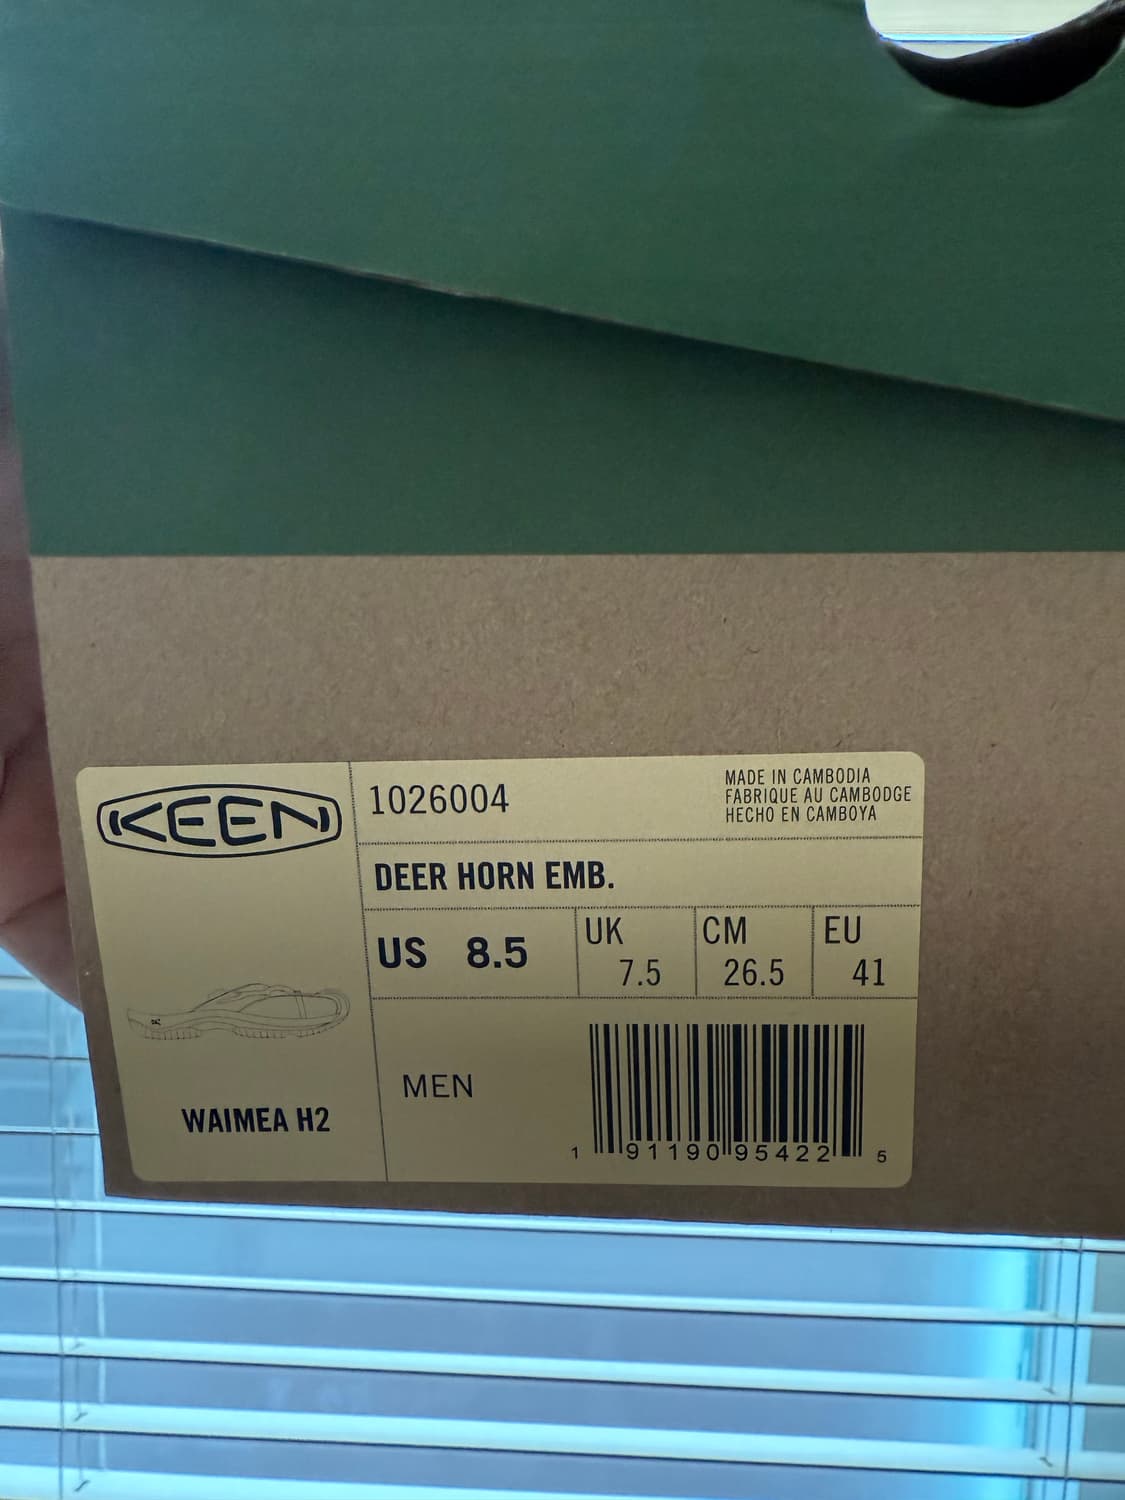 KEEN
1026004
MADE IN CAMBODIA
FABRIQUE AU CAMBODGE
HECHO EN CAMBOYA
DEER HORN EMB.
US 8.5
UK 7.5
CM 26.5
EU 41
MEN
WAIMEA H2
1 91190 95422 5